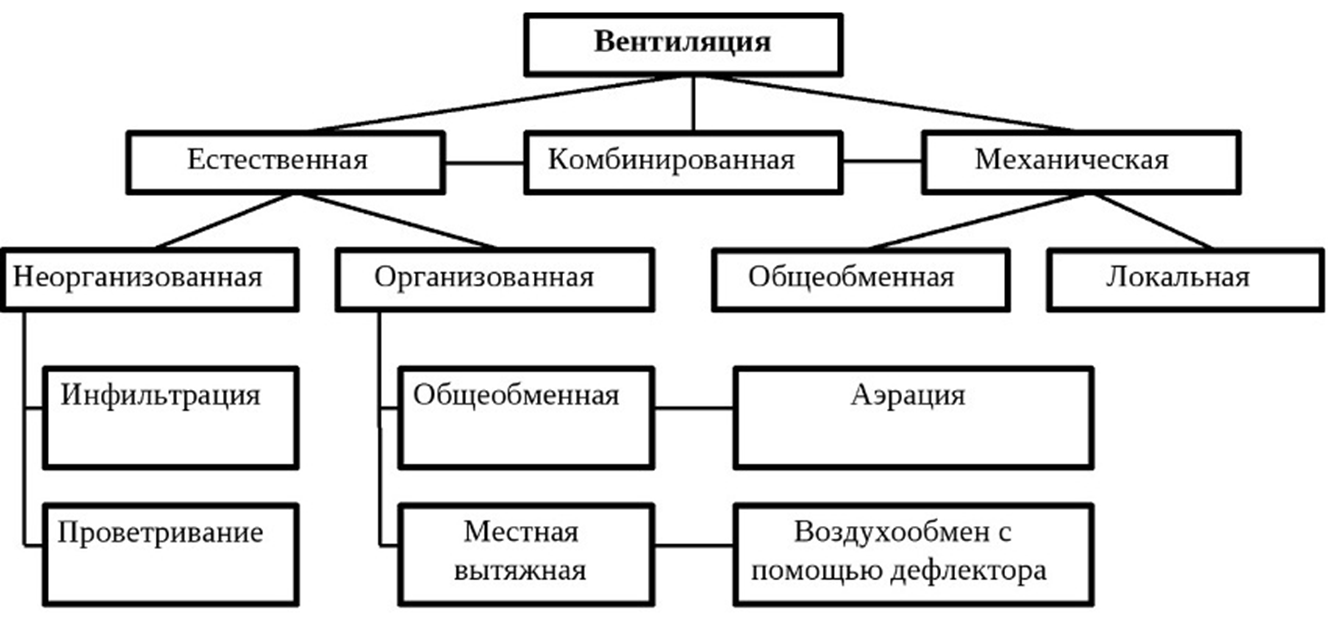 Вентиляция
Естественная
Комбинированная
Механическая
Неорганизованная
Организованная
Общеобменная
Локальная
Инфильтрация
Общеобменная
Аэрация
Проветривание
Местная
вытяжная
Воздухообмен с
помощью дефлектора